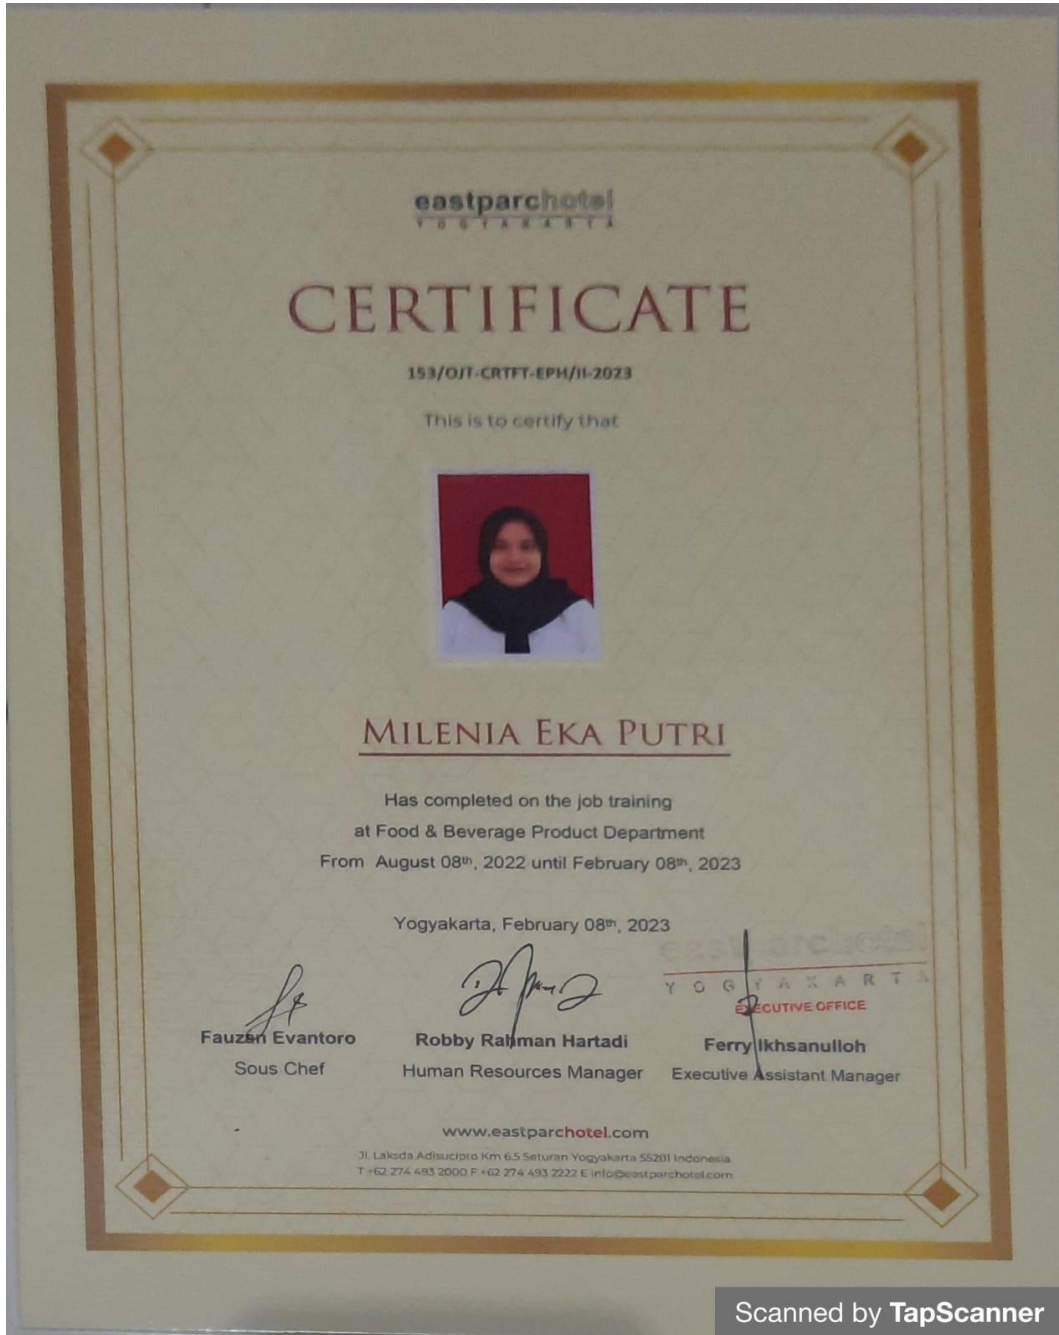 eastparchotel
YOGYAKARTA
CERTIFICATE
153/OJT-CRTFT-EPH/II-2023
This is to certify that
MILENIA EKA PUTRI
Has completed on the job training
at Food & Beverage Product Department
From August 08th, 2022 until February 08th, 2023
Yogyakarta, February 08th, 2023
eastparchotel
YOGYAKARTA
EXECUTIVE OFFICE
Fauzan Evantoro
Robby Rahman Hartadi
Ferry Ikhsanulloh
Sous Chef
Human Resources Manager
Executive Assistant Manager
www.eastparchotel.com
Jl. Laksda Adisucipto Km 6.5 Seturan Yogyakarta 55281 Indonesia
T +62 274 493 2000 F +62 274 493 2222 E info@eastparchotel.com
Scanned by TapScanner